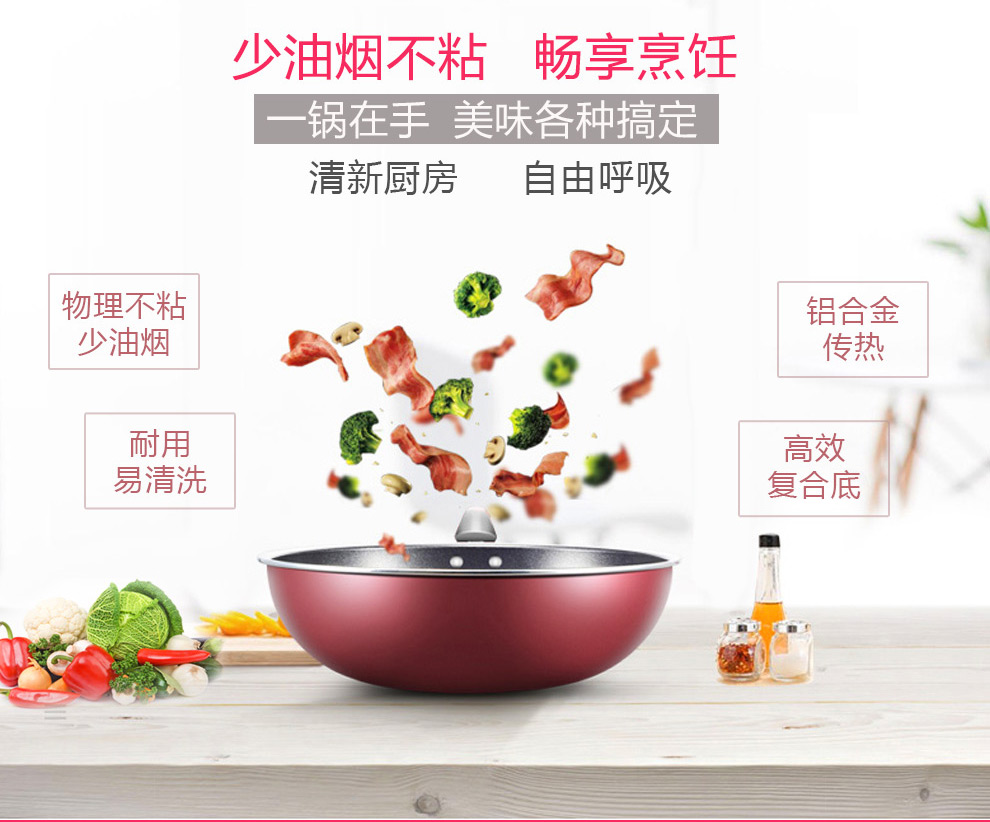 少油烟不粘 畅享烹饪
一锅在手 美味各种搞定
清新厨房 自由呼吸
物理不粘
少油烟
铝合金
传热
耐用
易清洗
高效
复合底